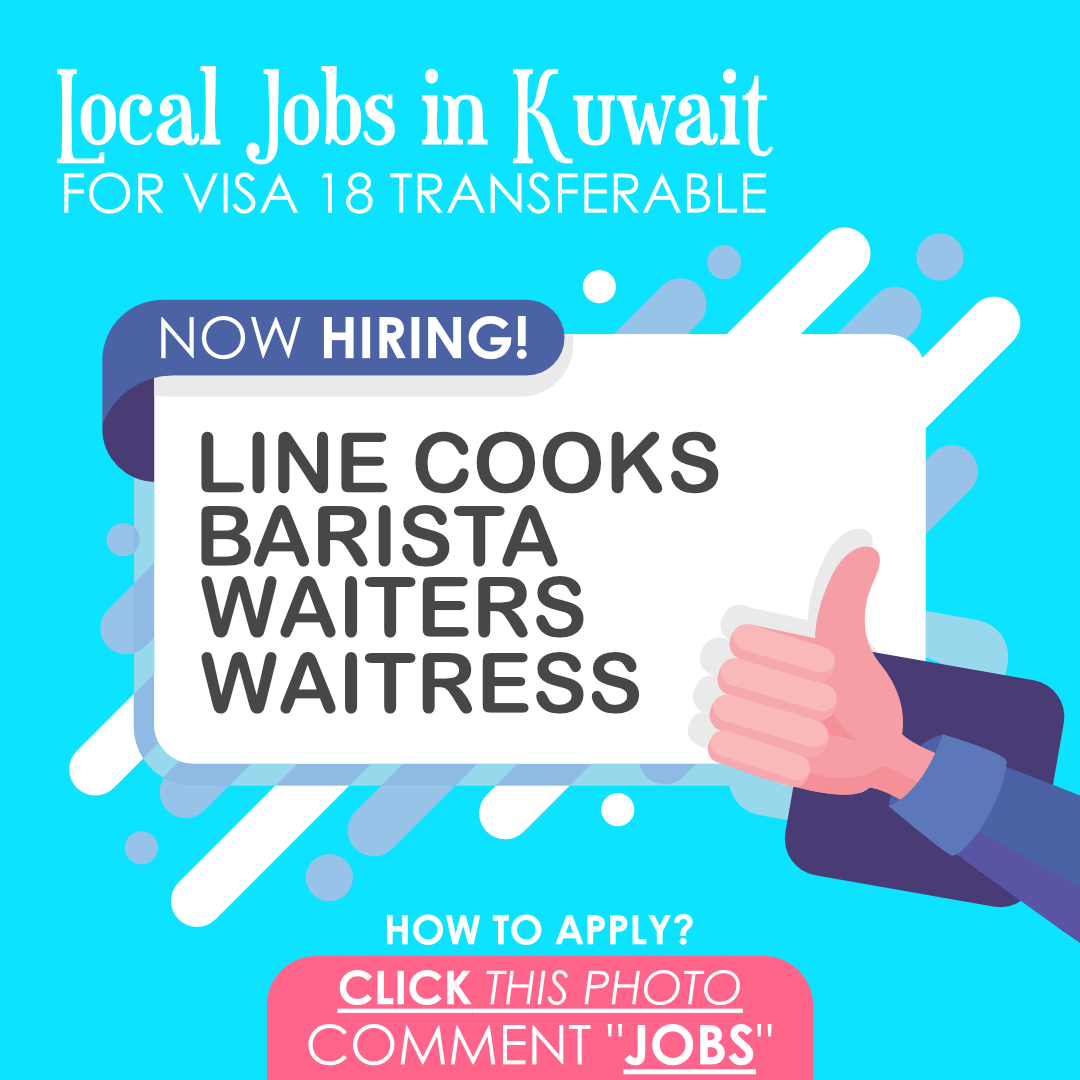 Local Jobs in Kuwait
FOR VISA 18 TRANSFERABLE
NOW HIRING!
LINE COOKS
BARISTA
WAITERS
WAITRESS
HOW TO APPLY?
CLICK THIS PHOTO
COMMENT "JOBS"